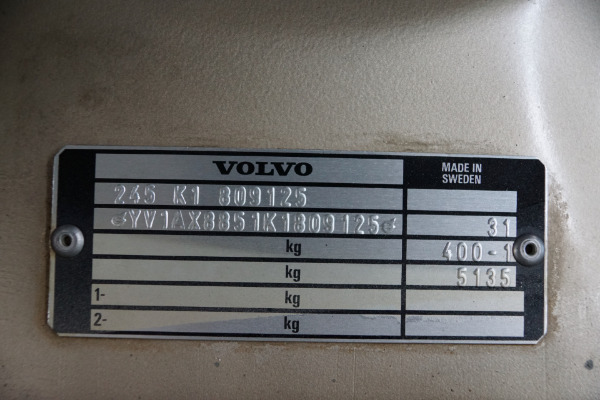 VOLVO
MADE IN
SWEDEN
245 K1 809125
YV1AX8851K1809125
31
kg
400-1
kg
5135
1- kg
2- kg